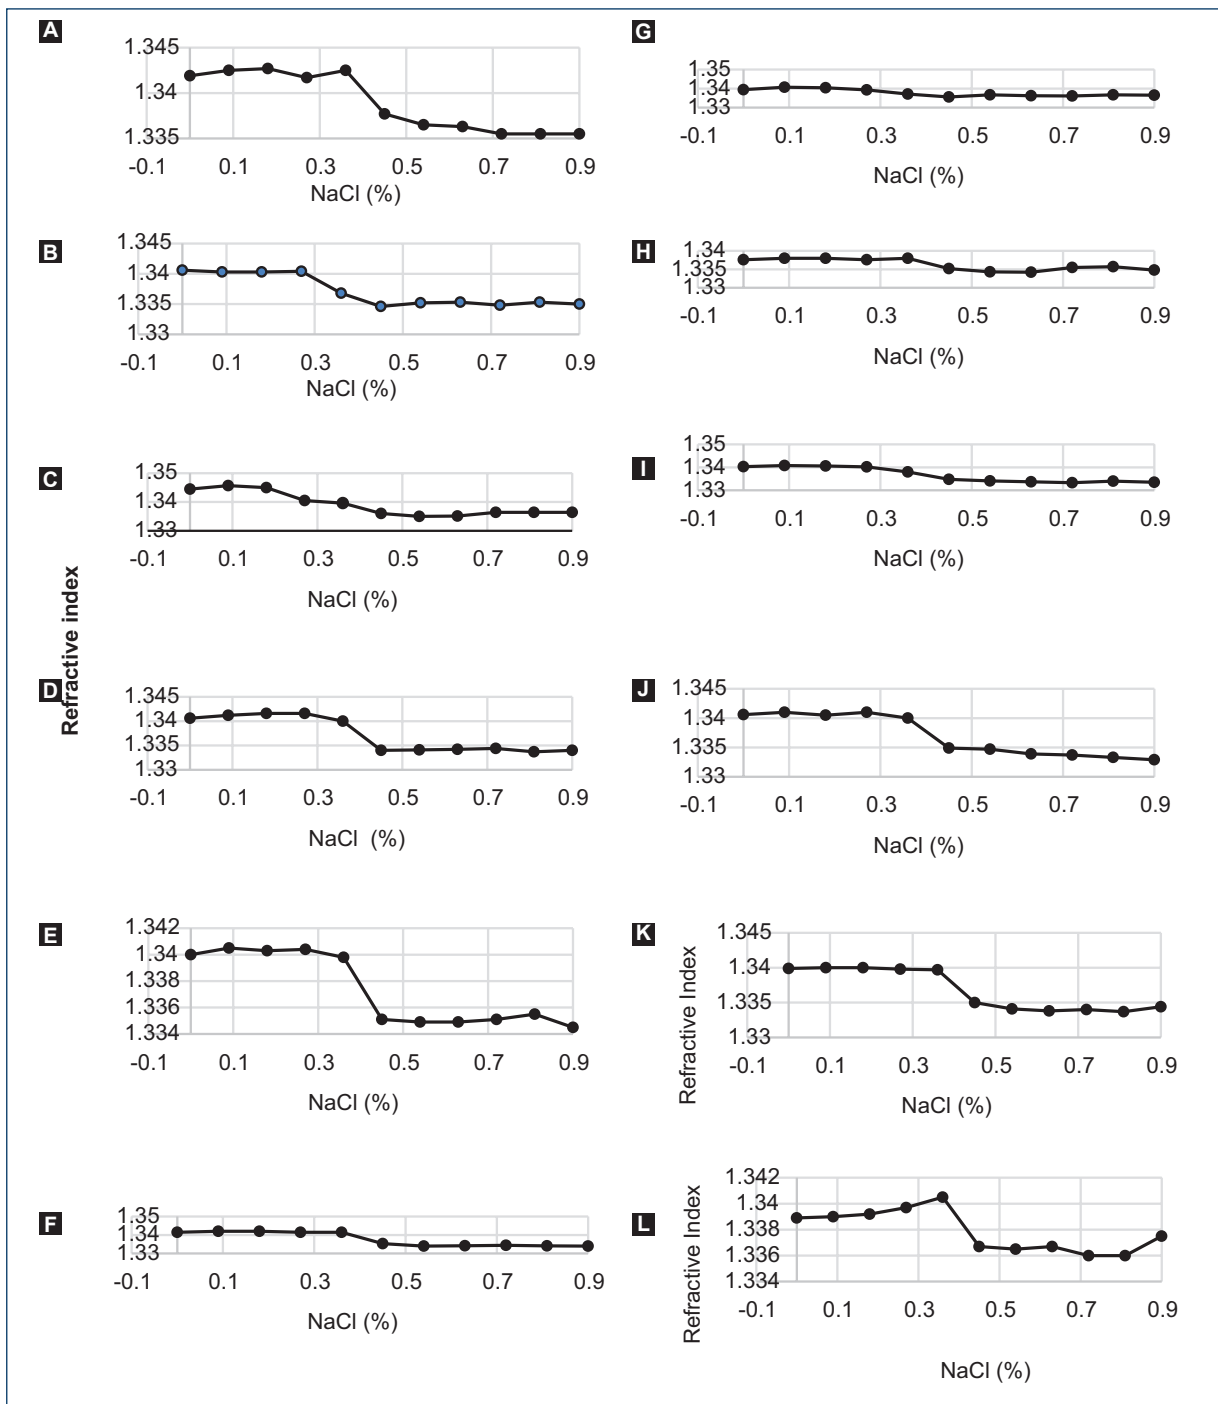 A
1.345
1.34
1.335
-0.1 0.1 0.3 0.5 0.7 0.9
NaCl (%)
B
1.345
1.34
1.335
1.33
-0.1 0.1 0.3 0.5 0.7 0.9
NaCl (%)
C
1.35
1.34
1.33
-0.1 0.1 0.3 0.5 0.7 0.9
NaCl (%)
Refractive index
D
1.345
1.34
1.335
1.33
-0.1 0.1 0.3 0.5 0.7 0.9
NaCl (%)
E
1.342
1.34
1.338
1.336
1.334
-0.1 0.1 0.3 0.5 0.7 0.9
NaCl (%)
F
1.35
1.34
1.33
-0.1 0.1 0.3 0.5 0.7 0.9
NaCl (%)
G
1.35
1.34
1.33
-0.1 0.1 0.3 0.5 0.7 0.9
NaCl (%)
H
1.34
1.335
1.33
-0.1 0.1 0.3 0.5 0.7 0.9
NaCl (%)
I
1.35
1.34
1.33
-0.1 0.1 0.3 0.5 0.7 0.9
NaCl (%)
J
1.345
1.34
1.335
1.33
-0.1 0.1 0.3 0.5 0.7 0.9
NaCl (%)
K
Refractive Index
1.345
1.34
1.335
1.33
-0.1 0.1 0.3 0.5 0.7 0.9
NaCl (%)
L
Refractive Index
1.342
1.34
1.338
1.336
1.334
-0.1 0.1 0.3 0.5 0.7 0.9
NaCl (%)